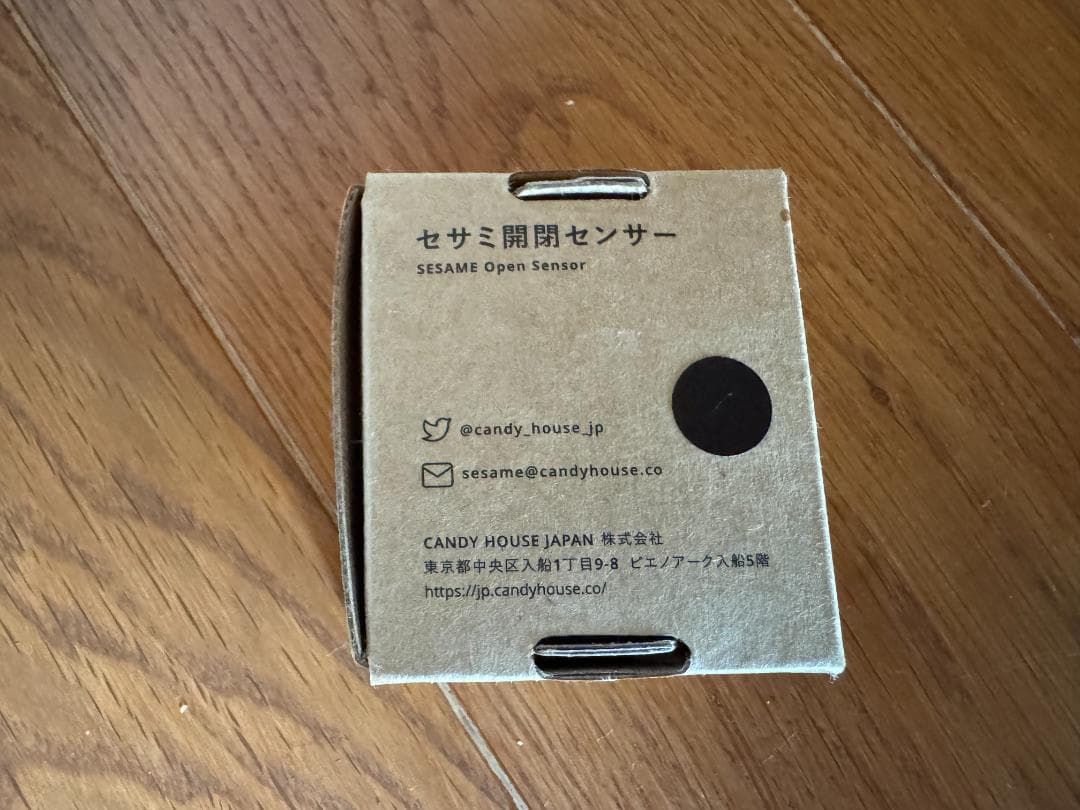 セサミ開閉センサー
SESAME Open Sensor
@candy_house_jp
sesame@candyhouse.co
CANDY HOUSE JAPAN 株式会社
東京都中央区入船1丁目9-8 ピエノアーク入船5階
https://jp.candyhouse.co/